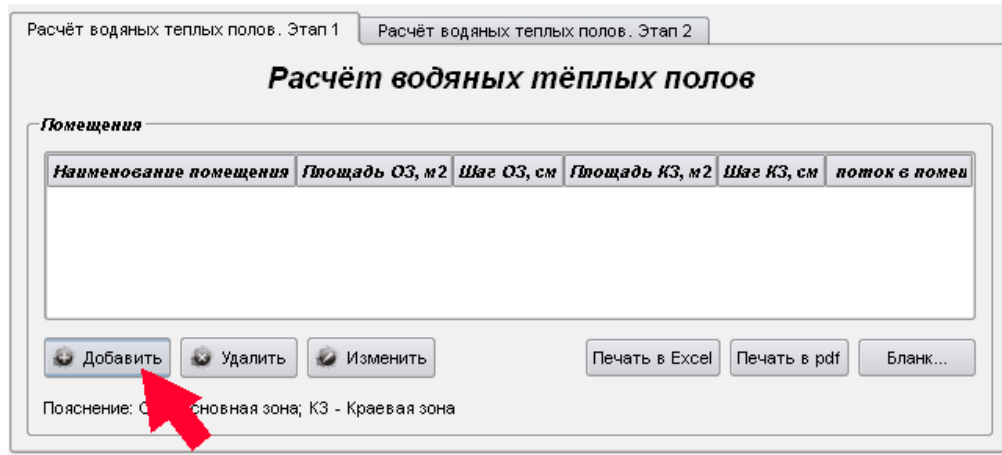 Расчёт водяных теплых полов. Этап 1 Расчёт водяных теплых полов. Этап 2
Расчёт водяных тёплых полов
Помещения
Наименование помещения Площадь ОЗ, м2 Шаг ОЗ, см Площадь КЗ, м2 Шаг КЗ, см поток в помещ
Добавить Удалить Изменить Печать в Excel Печать в pdf Бланк...
Пояснение: сновная зона; КЗ - Краевая зона